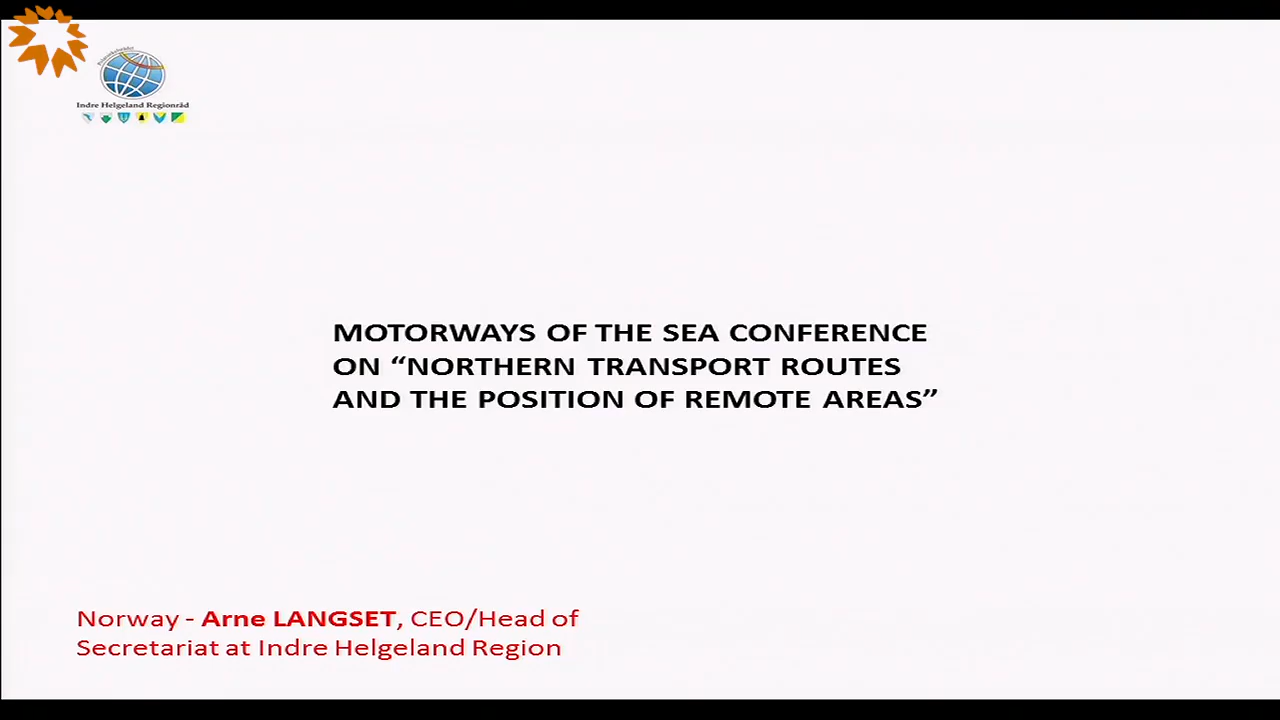 Indre Helgeland Regionråd
MOTORWAYS OF THE SEA CONFERENCE
ON “NORTHERN TRANSPORT ROUTES
AND THE POSITION OF REMOTE AREAS”
Norway - Arne LANGSET, CEO/Head of
Secretariat at Indre Helgeland Region